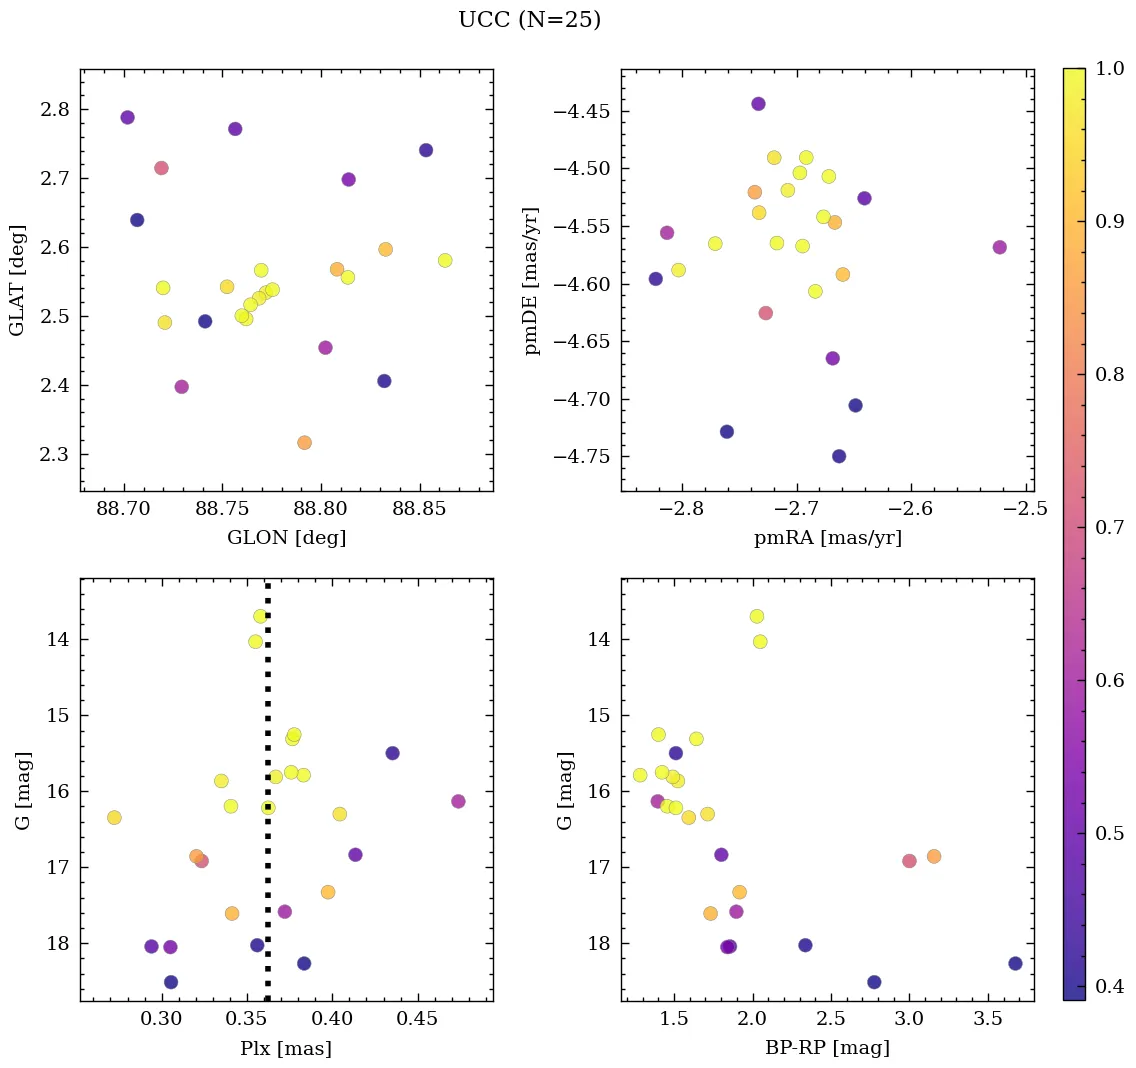 UCC (N=25)
2.8
2.7
2.6
2.5
2.4
2.3
GLAT [deg]
88.70 88.75 88.80 88.85
GLON [deg]
−4.45
−4.50
−4.55
−4.60
−4.65
−4.70
−4.75
pmDE [mas/yr]
−2.8 −2.7 −2.6 −2.5
pmRA [mas/yr]
14
15
16
17
18
G [mag]
0.30 0.35 0.40 0.45
Plx [mas]
14
15
16
17
18
G [mag]
1.5 2.0 2.5 3.0 3.5
BP-RP [mag]
1.0
0.9
0.8
0.7
0.6
0.5
0.4